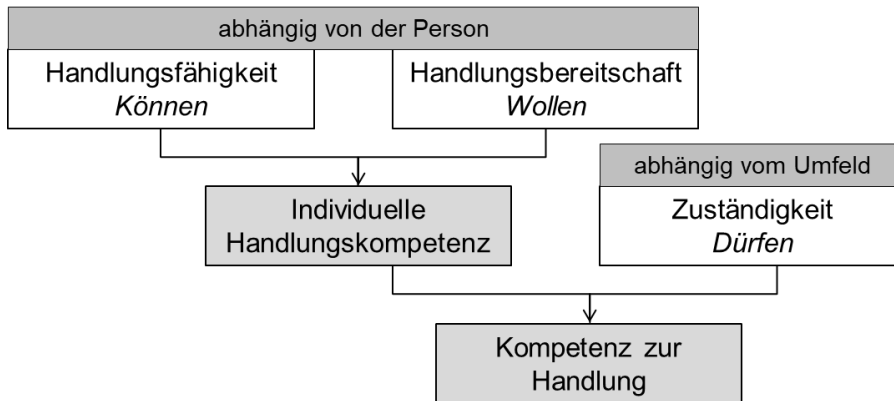 abhängig von der Person
Handlungsfähigkeit
Können
Handlungsbereitschaft
Wollen
abhängig vom Umfeld
Individuelle
Handlungskompetenz
Zuständigkeit
Dürfen
Kompetenz zur
Handlung